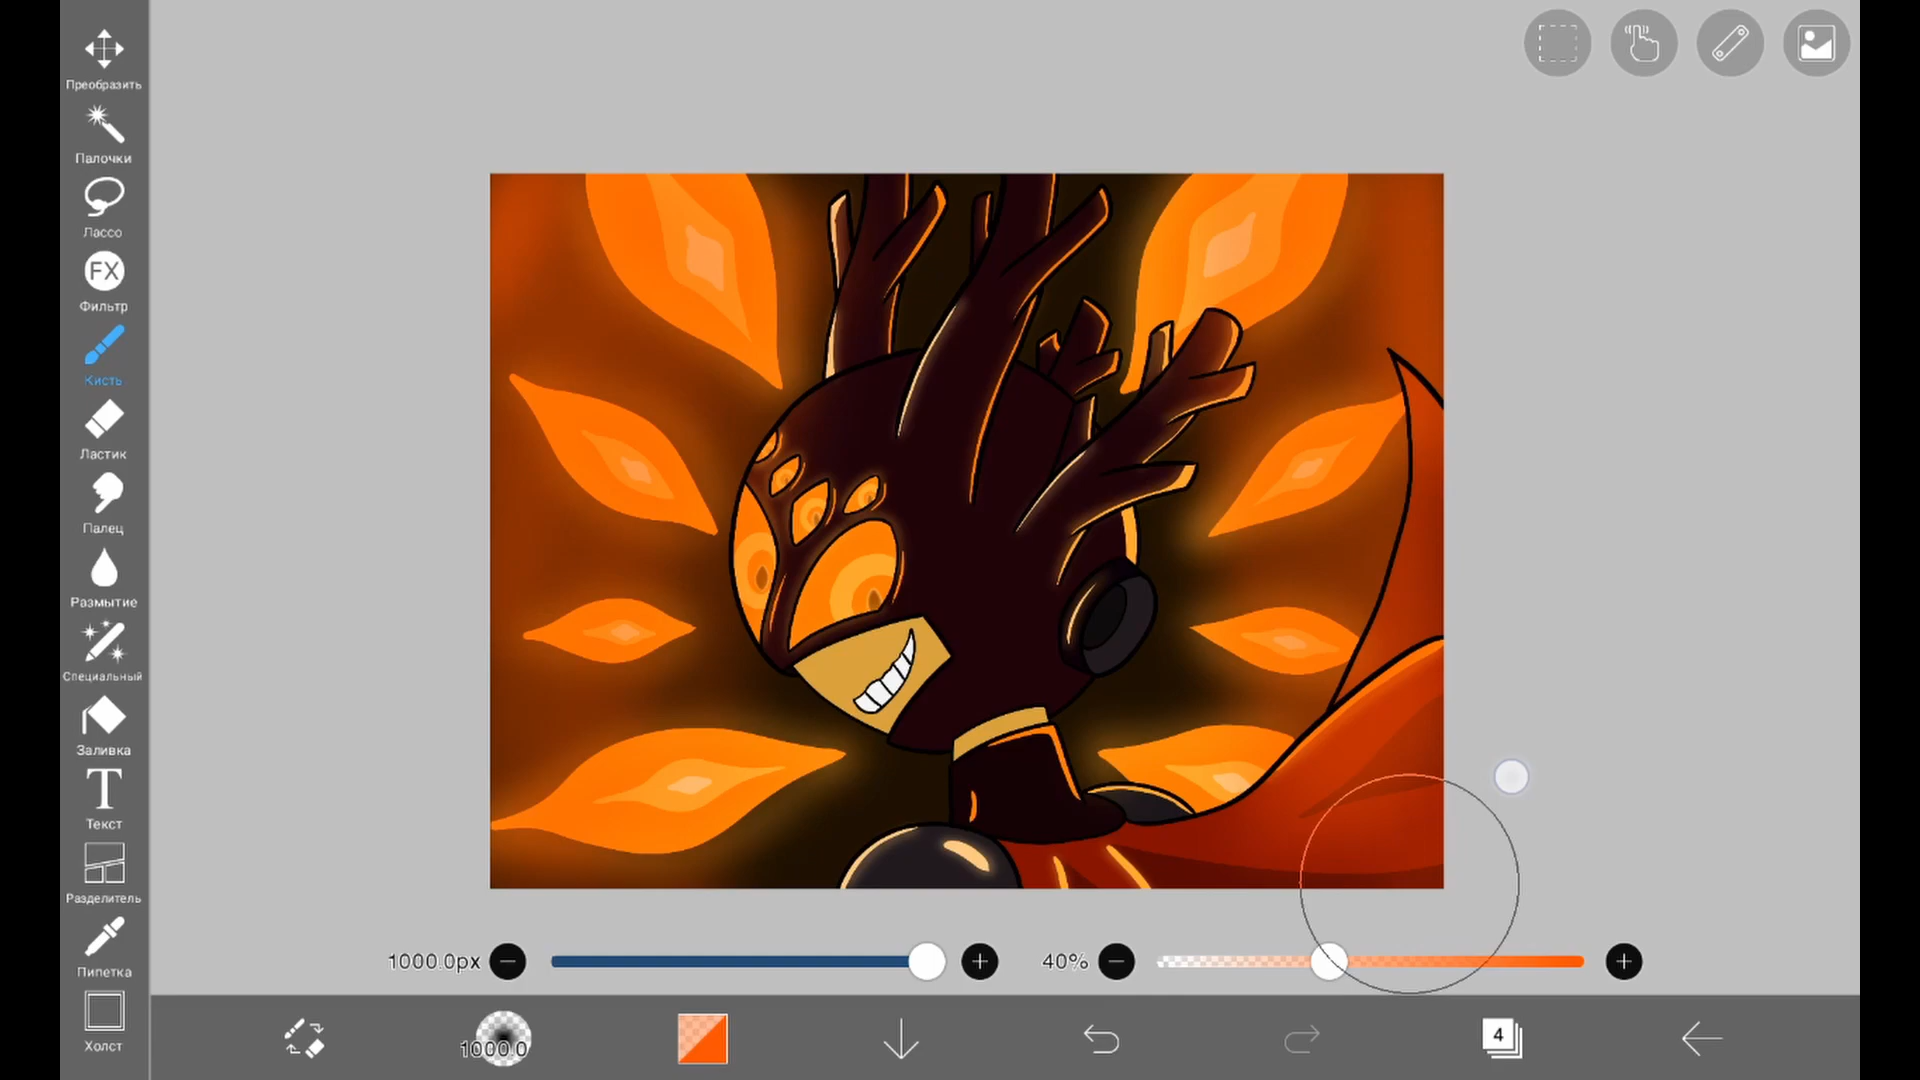 Преобразить
Палочки
Лассо
FX
Фильтр
Кисть
Ластик
Палец
Размытие
Специальный
Заливка
T
Текст
Разделитель
Пипетка
Холст
1000.0px
40%
1000.0
4